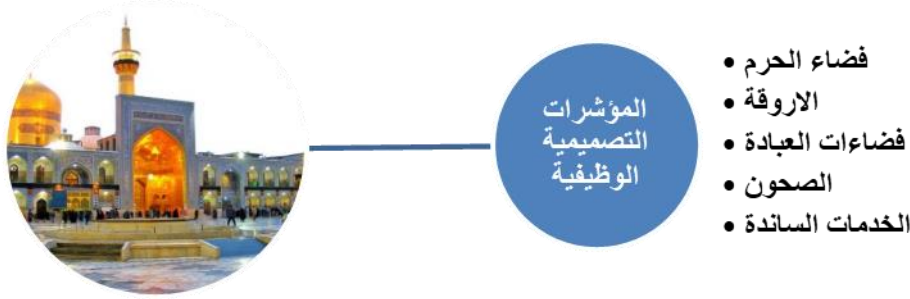 المؤشرات
التصميمية
الوظيفية
• فضاء الحرم
• الاروقة
• فضاءات العبادة
• الصحون
• الخدمات الساندة